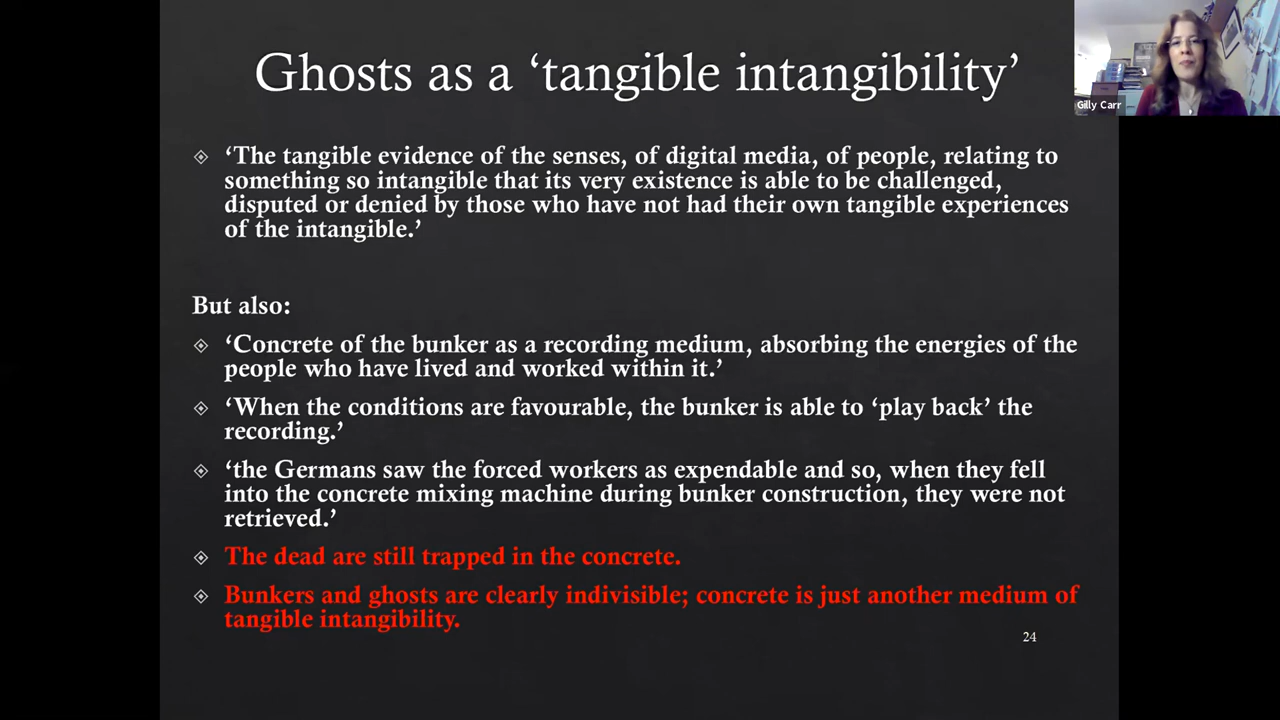 Ghosts as a ‘tangible intangibility’
Gilly Carr
‘The tangible evidence of the senses, of digital media, of people, relating to
something so intangible that its very existence is able to be challenged,
disputed or denied by those who have not had their own tangible experiences
of the intangible.’
But also:
‘Concrete of the bunker as a recording medium, absorbing the energies of the
people who have lived and worked within it.’
‘When the conditions are favourable, the bunker is able to ‘play back’ the
recording.’
‘the Germans saw the forced workers as expendable and so, when they fell
into the concrete mixing machine during bunker construction, they were not
retrieved.’
The dead are still trapped in the concrete.
Bunkers and ghosts are clearly indivisible; concrete is just another medium of
tangible intangibility.
24